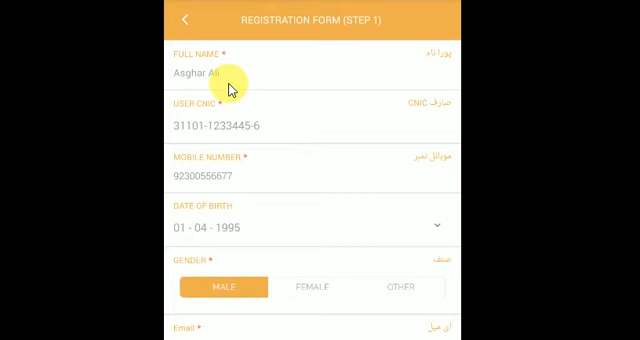 REGISTRATION FORM (STEP 1)
FULL NAME * پورا نام
Asghar Ali
USER CNIC * صارف CNIC
31101-1233445-6
MOBILE NUMBER * موبائل نمبر
92300556677
DATE OF BIRTH
01 - 04 - 1995
GENDER * صنف
MALE FEMALE OTHER
Email * ای میل